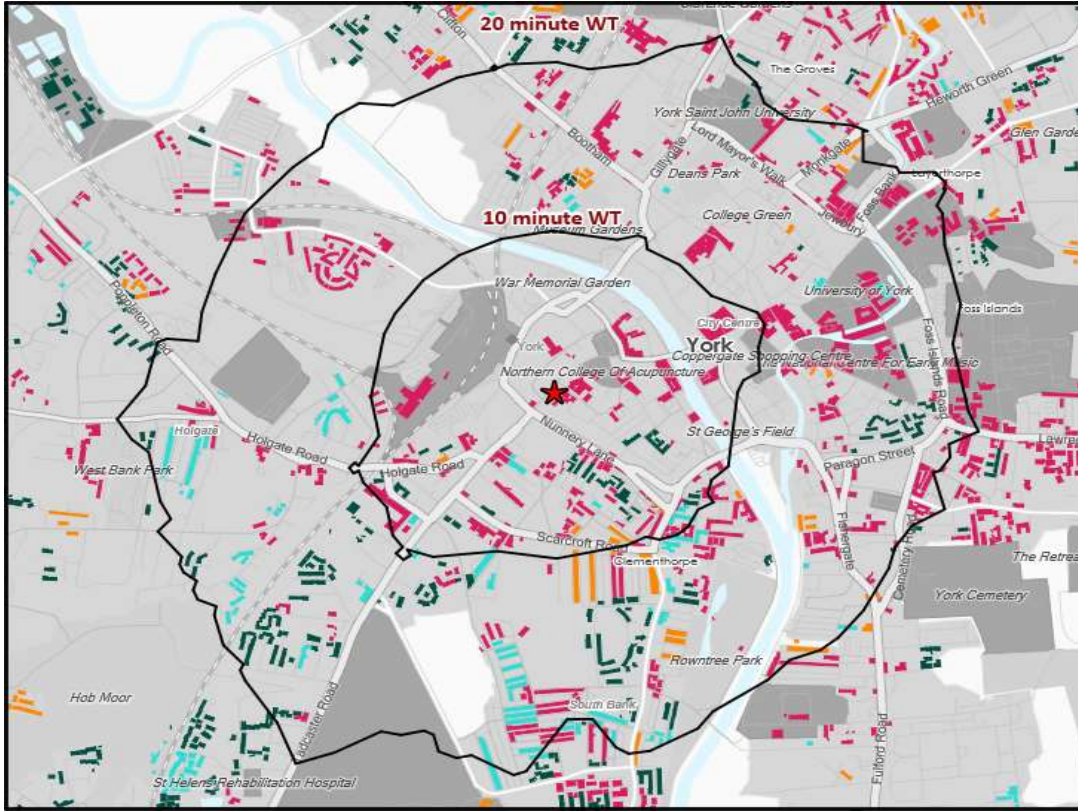 20 minute WT
Clifton
Clarence Gardens
The Groves
Heworth Green
York Saint John University
Bootham
Gillygate
Lord Mayor's Walk
Monkgate
Glen Garde
Deans Park
Layerthorpe
Foss Bank
10 minute WT
College Green
Jewbury
Museum Gardens
War Memorial Garden
University of York
Poppleton Road
Foss Islands
City Centre
York
York
Foss Islands Road
Coppergate Shopping Centre
Northern College Of Acupuncture
National Centre For Early Music
Nunnery Lane
St George's Field
Holgate
Holgate Road
Holgate Road
West Bank Park
Lawre
Paragon Street
Scarcroft Road
Fishergate
Clementhorpe
Cemetery Road
The Retrea
York Cemetery
Rowntree Park
Hob Moor
South Bank
Tadcaster Road
Fulford Road
St Helens Rehabilitation Hospital